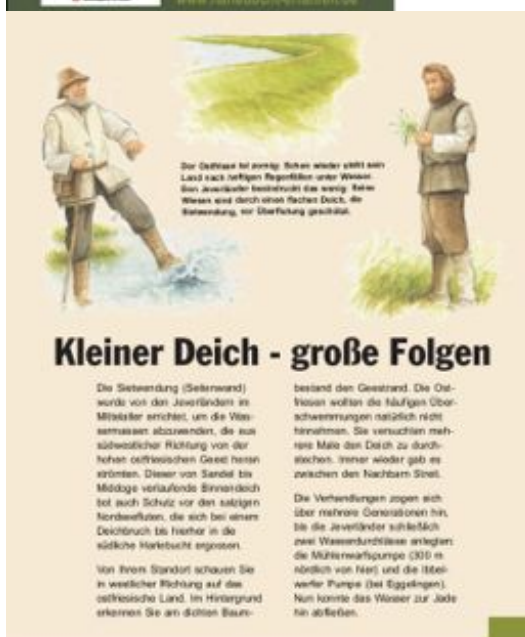 Der Ostfriese ist zornig: Schon wieder steht sein
Land nach heftigen Regenfällen unter Wasser.
Den Jeverländer beeindruckt das wenig: Seine
Wiesen sind durch einen flachen Deich, die
Sietwendung, vor Überflutung geschützt.
Kleiner Deich - große Folgen
Die Sietwendung (Seitenwand)
wurde von den Jeverländern im
Mittelalter errichtet, um die Was-
sermassen abzuwenden, die aus
südwestlicher Richtung von der
hohen ostfriesischen Geest heran
strömten. Dieser von Sandel bis
Middoge verlaufende Binnendeich
bot auch Schutz vor den salzigen
Nordseefluten, die sich bei einem
Deichbruch bis hierher in die
südliche Harlebucht ergossen.
Von Ihrem Standort schauen Sie
in westlicher Richtung auf das
ostfriesische Land. Im Hintergrund
erkennen Sie am dichten Baum-
bestand den Geestrand. Die Ost-
friesen wollten die häufigen Über-
schwemmungen natürlich nicht
hinnehmen. Sie versuchten meh-
rere Male den Deich zu durch-
stechen. Immer wieder gab es
zwischen den Nachbarn Streit.
Die Verhandlungen zogen sich
über mehrere Generationen hin,
bis die Jeverländer schließlich
zwei Wasserdurchlässe anlegten:
die Mühlenwarfspumpe (300 m
nördlich von hier) und die Ibbel-
warfer Pumpe (bei Eggelingen).
Nun konnte das Wasser zur Jade
hin abfließen.